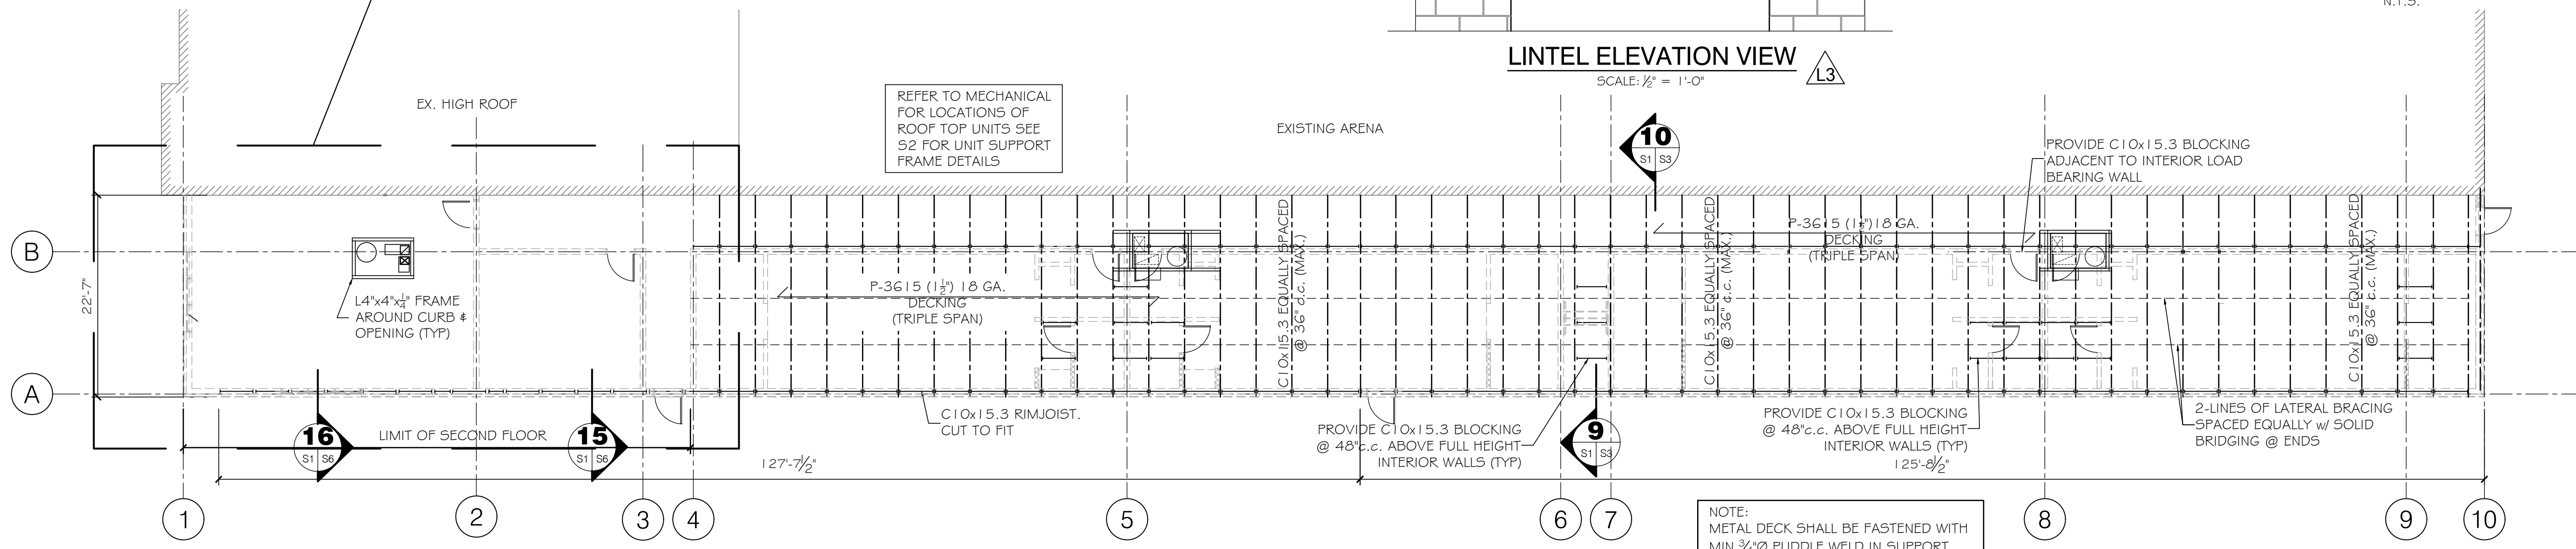 N.T.S.
LINTEL ELEVATION VIEW
L3
SCALE: ½" = 1'-0"
EX. HIGH ROOF
REFER TO MECHANICAL
FOR LOCATIONS OF
ROOF TOP UNITS SEE
S2 FOR UNIT SUPPORT
FRAME DETAILS
EXISTING ARENA
10
S1 S3
PROVIDE C10x15.3 BLOCKING
ADJACENT TO INTERIOR LOAD
BEARING WALL
B
A
22'-7"
L4"x4"x¼" FRAME
AROUND CURB &
OPENING (TYP)
P-3615 (1½") 18 GA.
DECKING
(TRIPLE SPAN)
C10x15.3 EQUALLY SPACED
@ 36" c.c. (MAX.)
P-3615 (1½") 18 GA.
DECKING
(TRIPLE SPAN)
C10x15.3 EQUALLY SPACED
@ 36" c.c. (MAX.)
C10x15.3 EQUALLY SPACED
@ 36" c.c. (MAX.)
16
S1 S6
LIMIT OF SECOND FLOOR
15
S1 S6
C10x15.3 RIMJOIST.
CUT TO FIT
PROVIDE C10x15.3 BLOCKING
@ 48"c.c. ABOVE FULL HEIGHT
INTERIOR WALLS (TYP)
9
S1 S3
PROVIDE C10x15.3 BLOCKING
@ 48"c.c. ABOVE FULL HEIGHT
INTERIOR WALLS (TYP)
2-LINES OF LATERAL BRACING
SPACED EQUALLY w/ SOLID
BRIDGING @ ENDS
127'-7½"
125'-8½"
1
2
3
4
5
6
7
8
9
10
NOTE:
METAL DECK SHALL BE FASTENED WITH
MIN ¾"Ø PUDDLE WELD IN SUPPORT